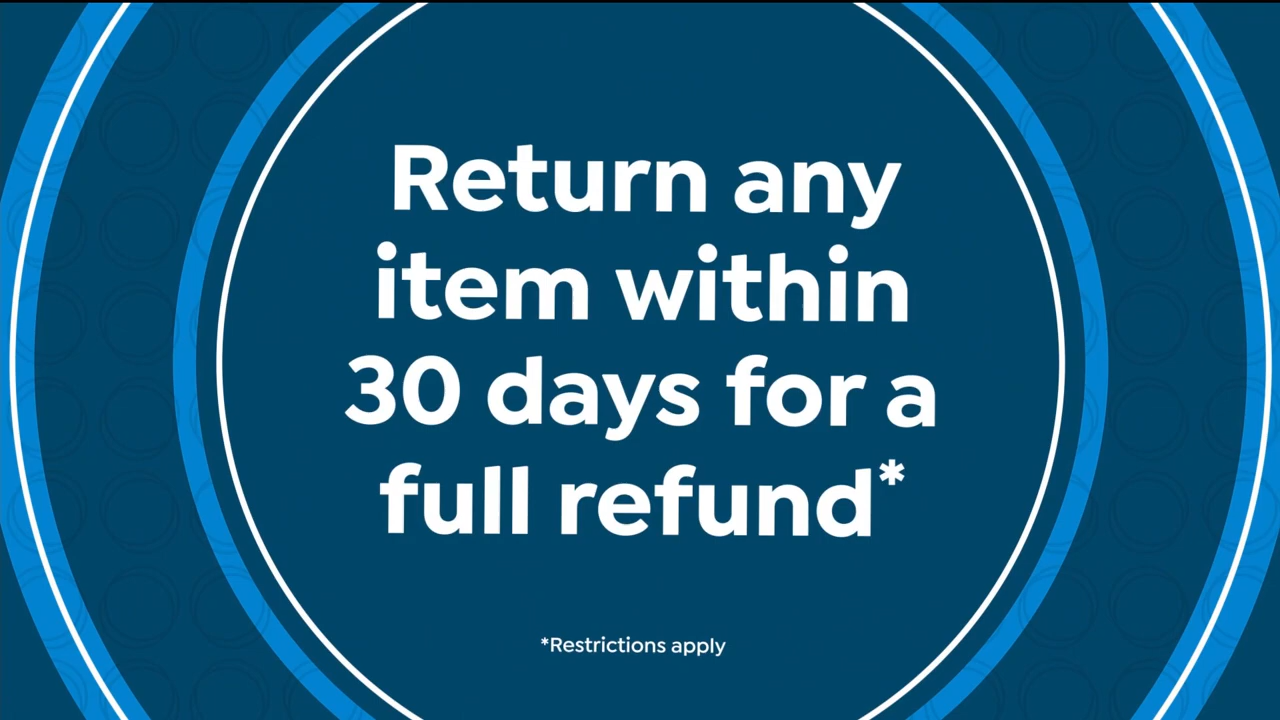 Return any
item within
30 days for a
full refund*
*Restrictions apply